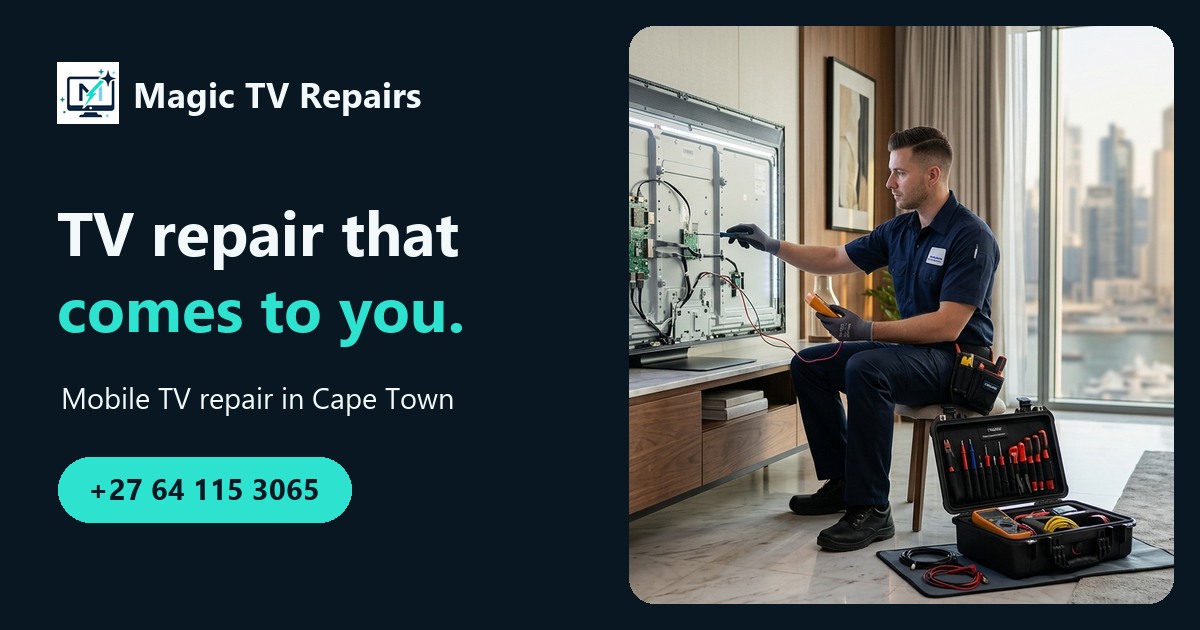 Magic TV Repairs
TV repair that
comes to you.
Mobile TV repair in Cape Town
+27 64 115 3065